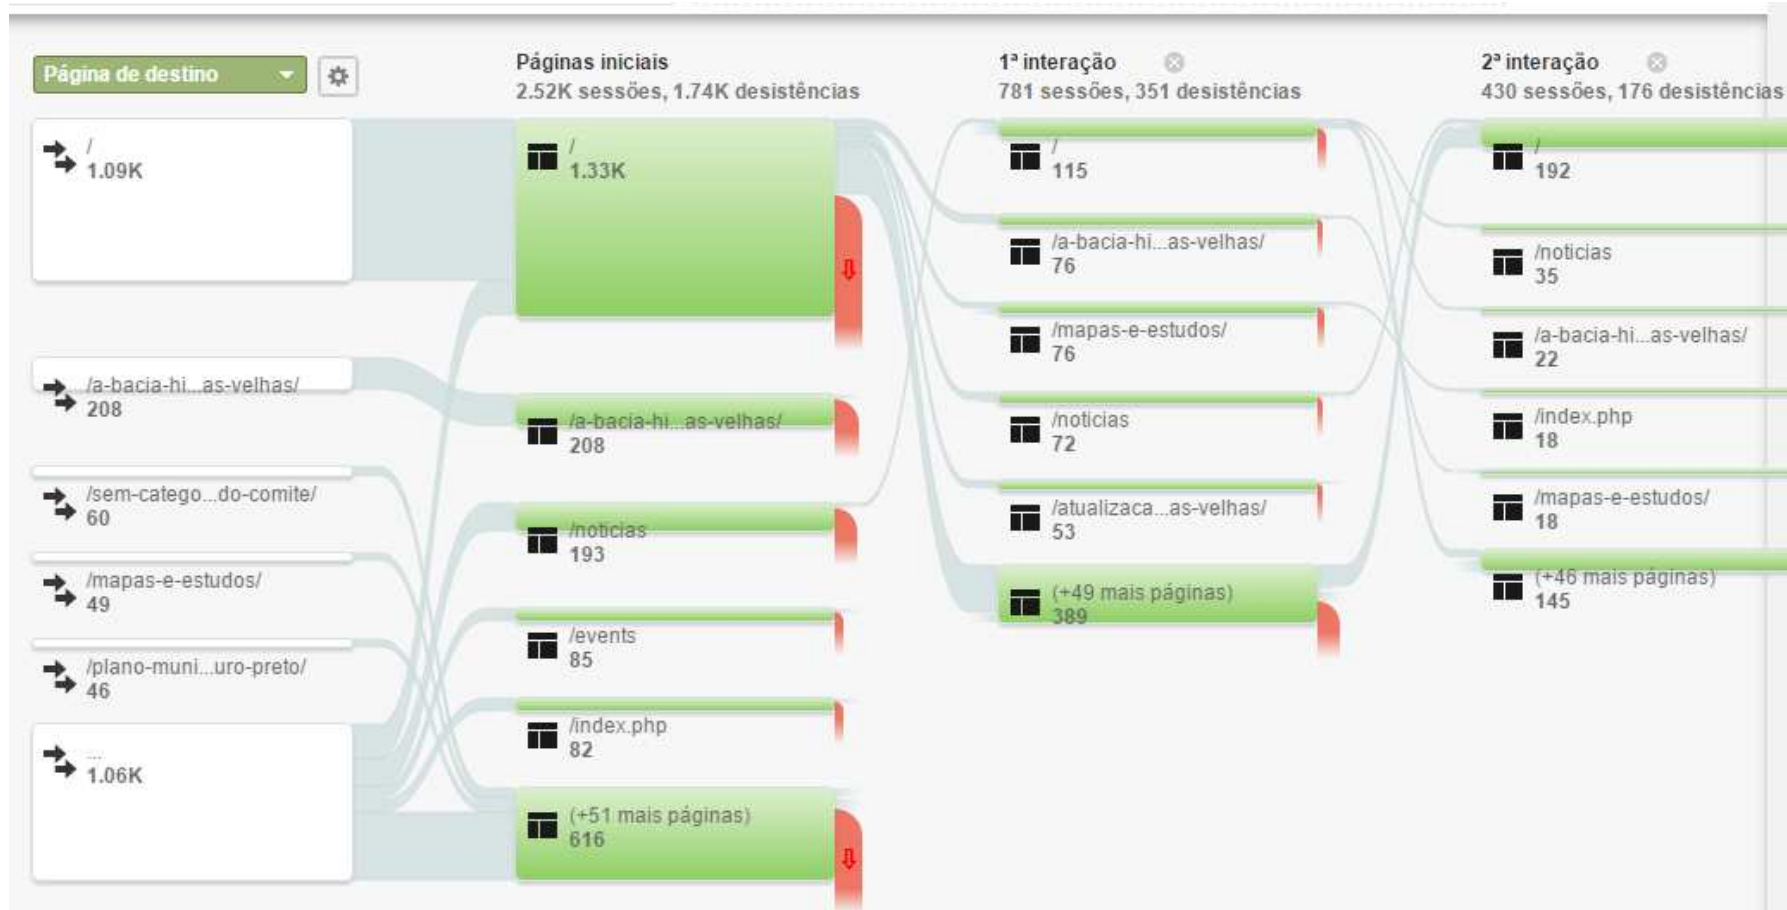 Página de destino
/
1.09K
/a-bacia-hi...as-velhas/
208
/sem-catego...do-comite/
60
/mapas-e-estudos/
49
/plano-muni...uro-preto/
46
...
1.06K
Páginas iniciais
2.52K sessões, 1.74K desistências
/
1.33K
/a-bacia-hi...as-velhas/
208
/noticias
193
/events
85
/index.php
82
(+51 mais páginas)
616
1ª interação
781 sessões, 351 desistências
/
115
/a-bacia-hi...as-velhas/
76
/mapas-e-estudos/
76
/noticias
72
/atualizaca...as-velhas/
53
(+49 mais páginas)
389
2ª interação
430 sessões, 176 desistências
/
192
/noticias
35
/a-bacia-hi...as-velhas/
22
/index.php
18
/mapas-e-estudos/
18
(+46 mais páginas)
145